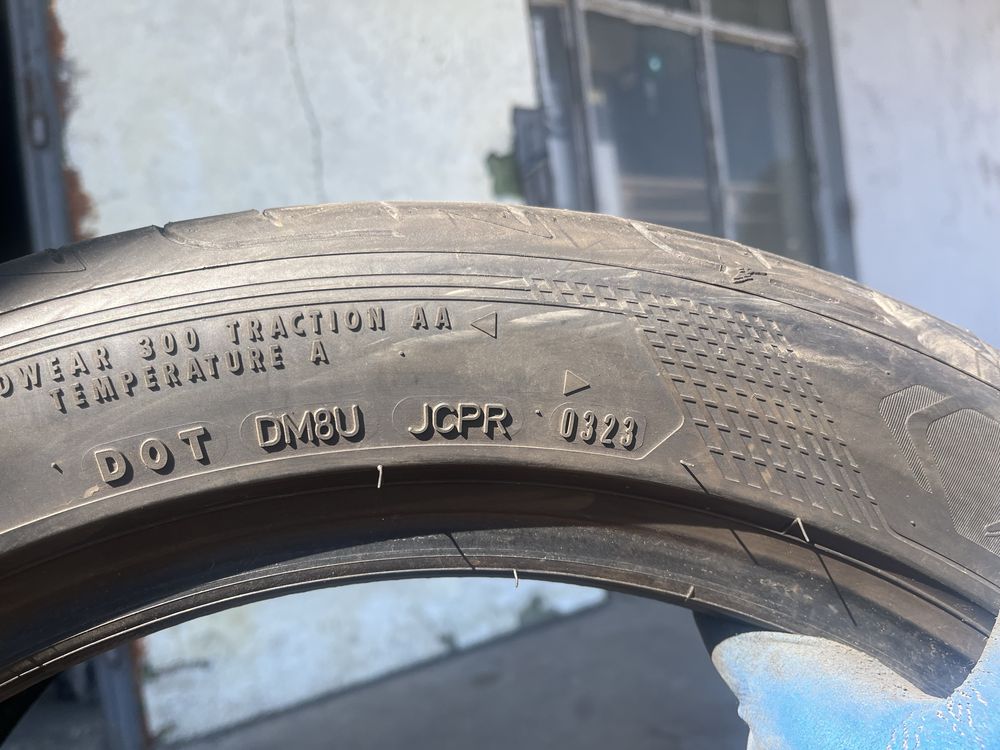 DWEAR 300 TRACTION AA
TEMPERATURE A
DOT DM8U JCPR 0323